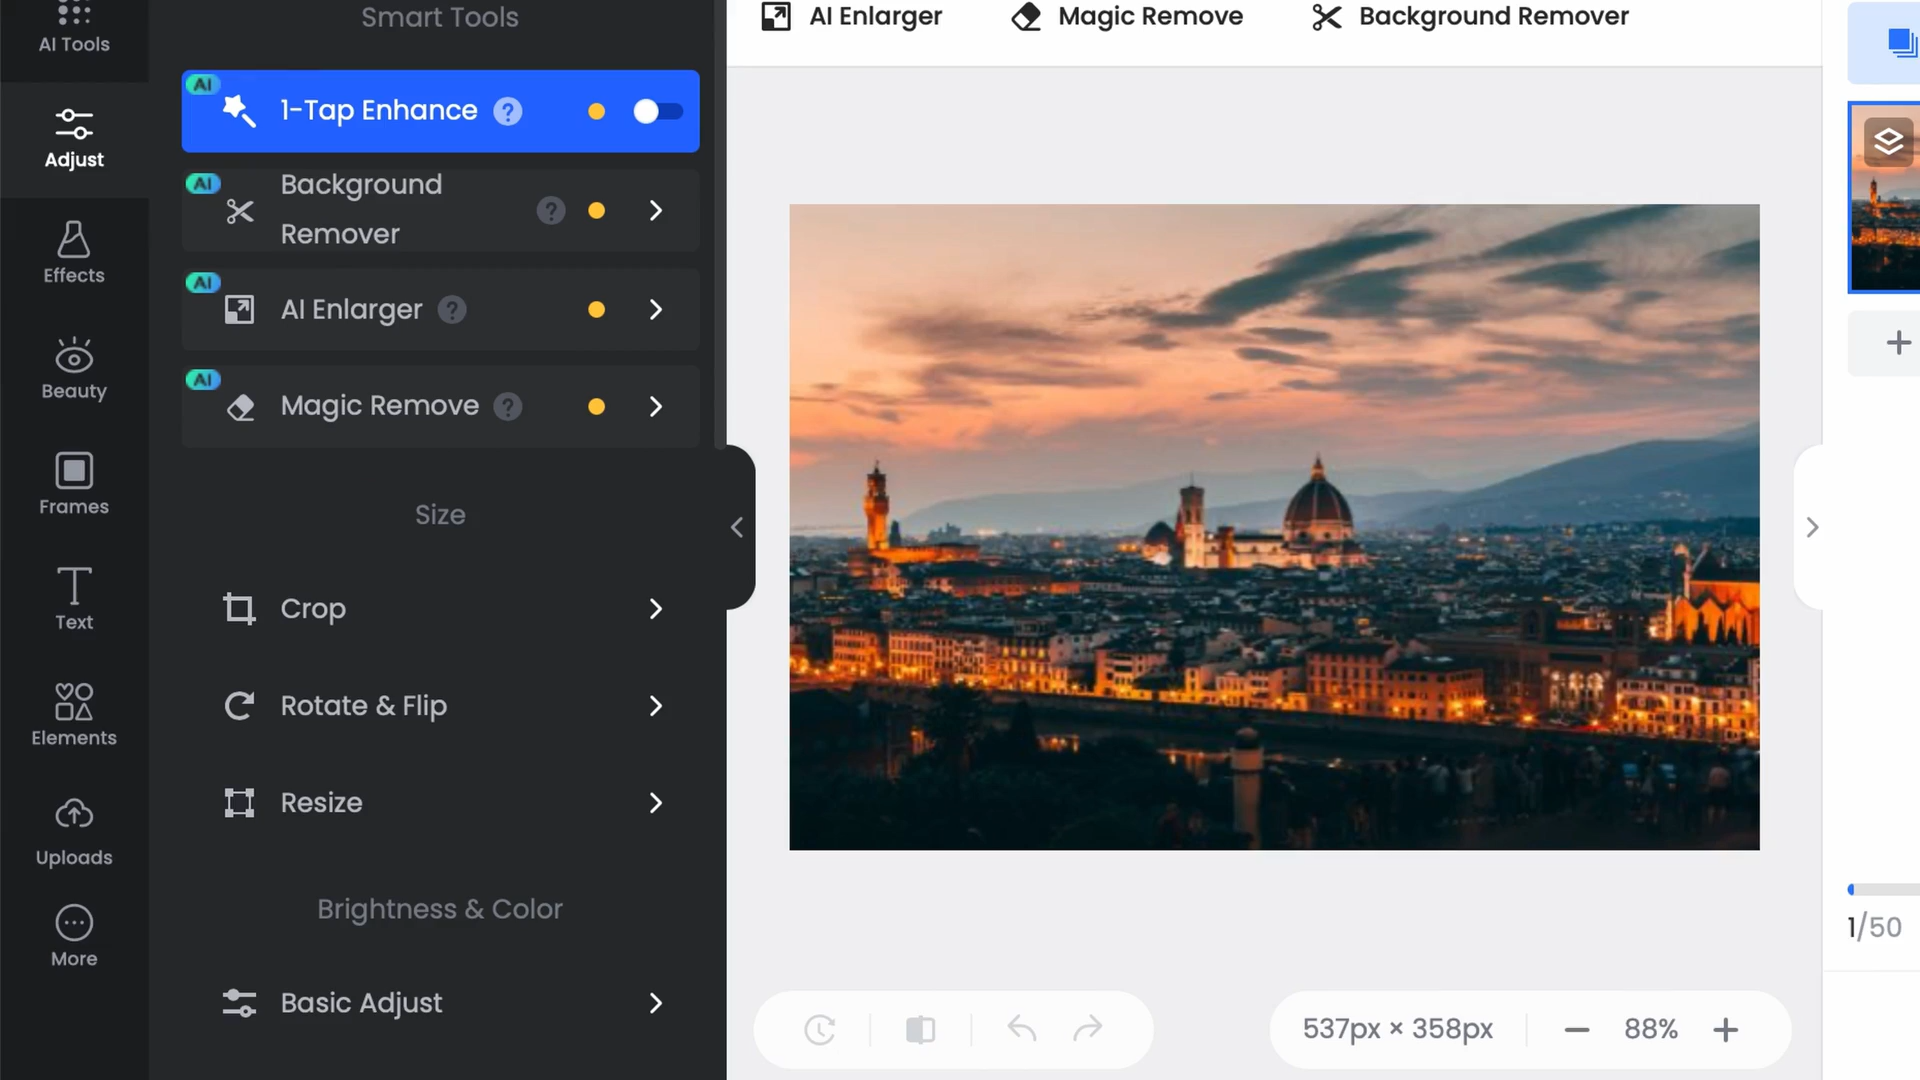 AI Tools
Adjust
Effects
Beauty
Frames
Text
Elements
Uploads
More
Smart Tools
AI
1-Tap Enhance ?
AI
Background
Remover ?
AI
AI Enlarger ?
AI
Magic Remove ?
Size
Crop
Rotate & Flip
Resize
Brightness & Color
Basic Adjust
AI Enlarger Magic Remove Background Remover
537px × 358px 88%
1/50